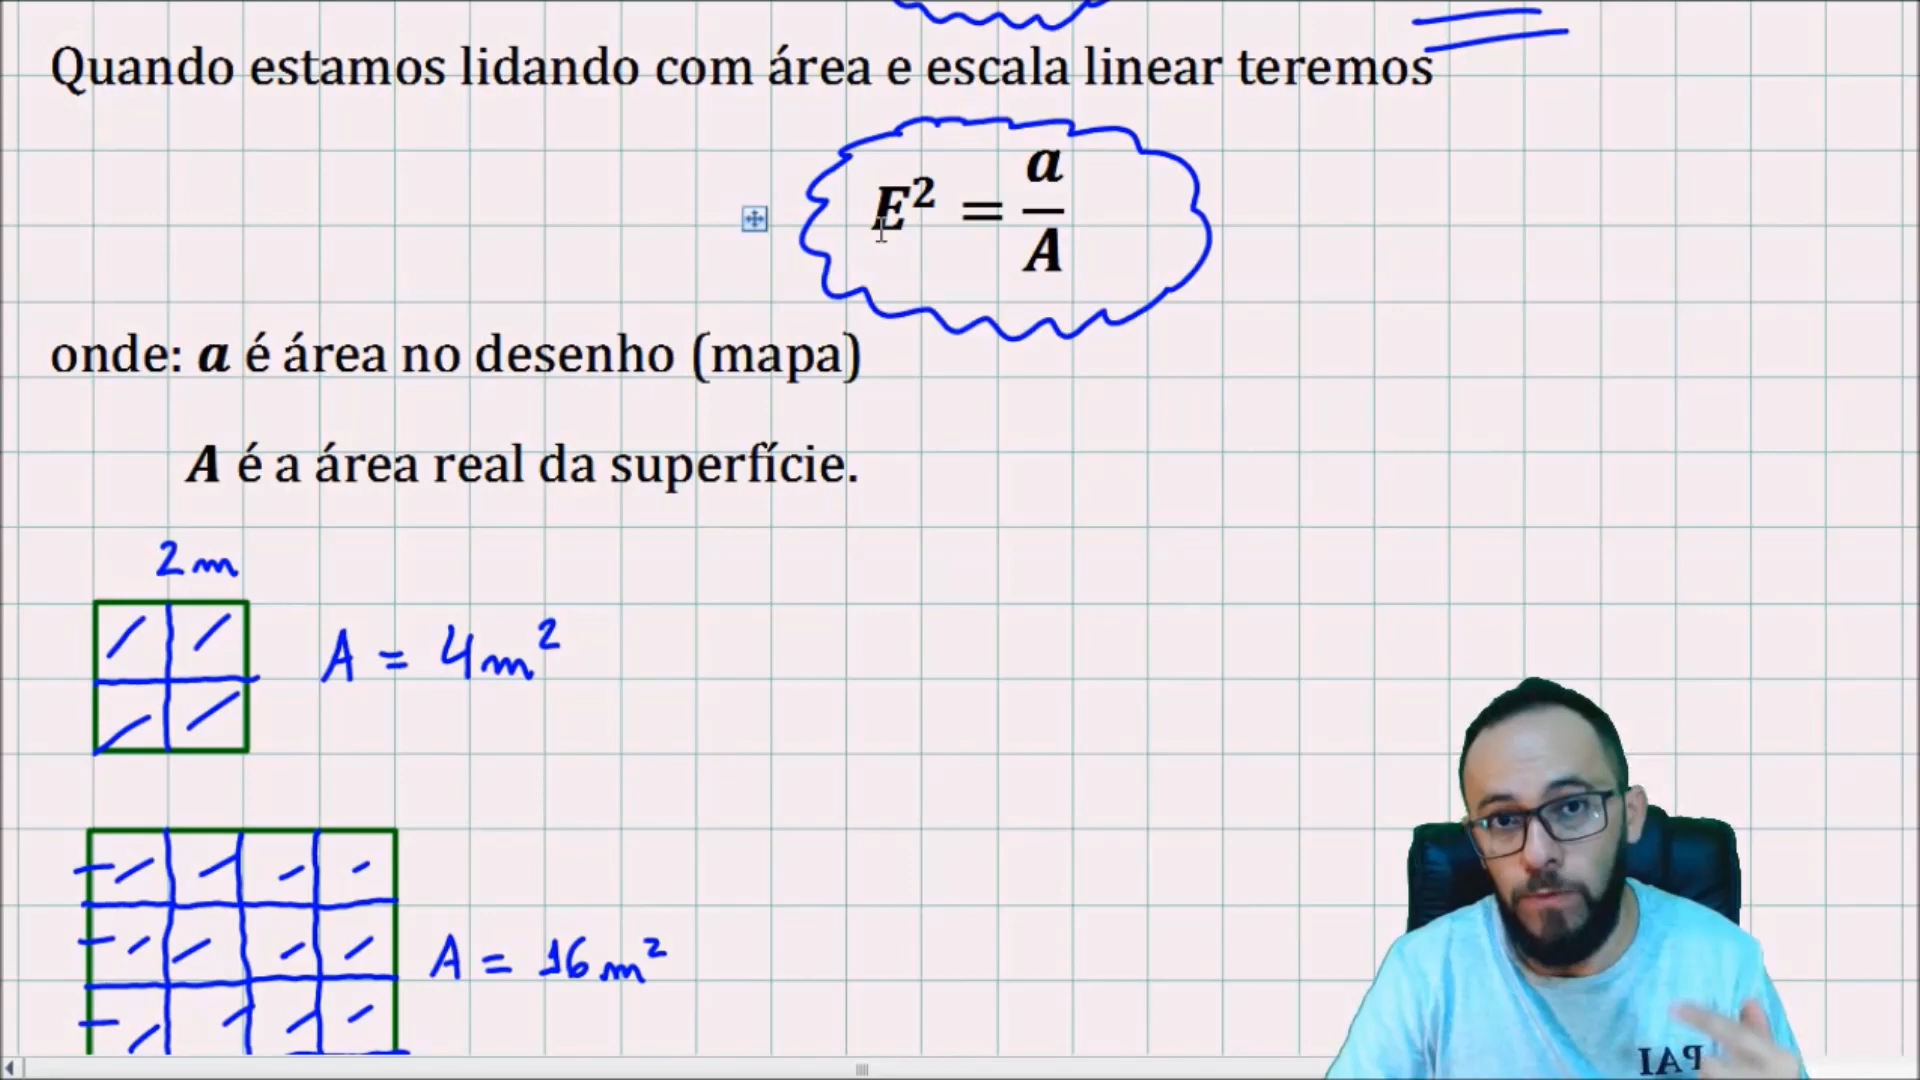 Quando estamos lidando com área e escala linear teremos
E² = a/A
onde: a é área no desenho (mapa)
A é a área real da superfície.
2m
A = 4m²
A = 16m²
PAI